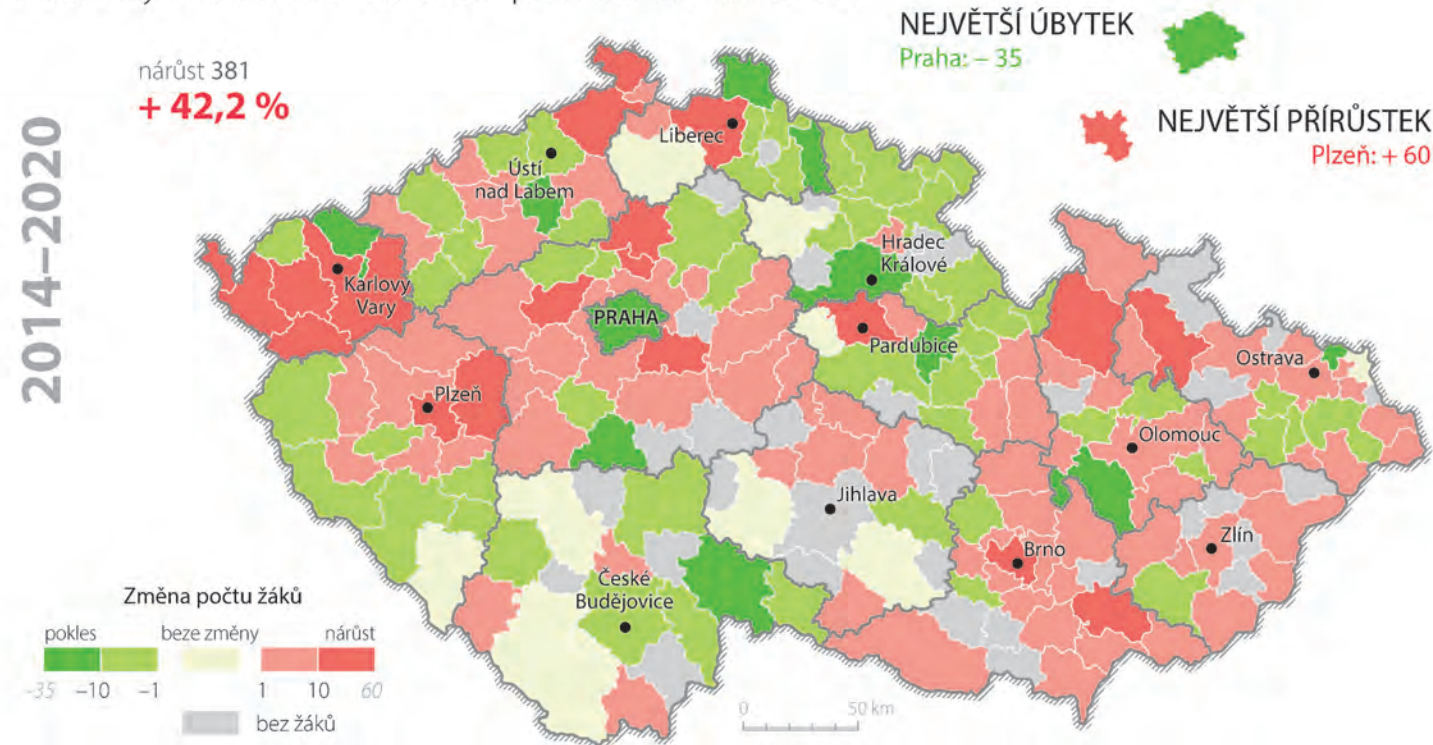 NEJVĚTŠÍ ÚBYTEK
Praha: – 35
NEJVĚTŠÍ PŘÍRŮSTEK
Plzeň: + 60
nárůst 381
+ 42,2 %
2014–2020
Liberec
Ústí
nad Labem
Karlovy
Vary
Hradec
Králové
PRAHA
Pardubice
Ostrava
Plzeň
Olomouc
Jihlava
Zlín
Brno
České
Budějovice
Změna počtu žáků
pokles beze změny nárůst
–35 –10 –1 1 10 60
bez žáků
0 50 km